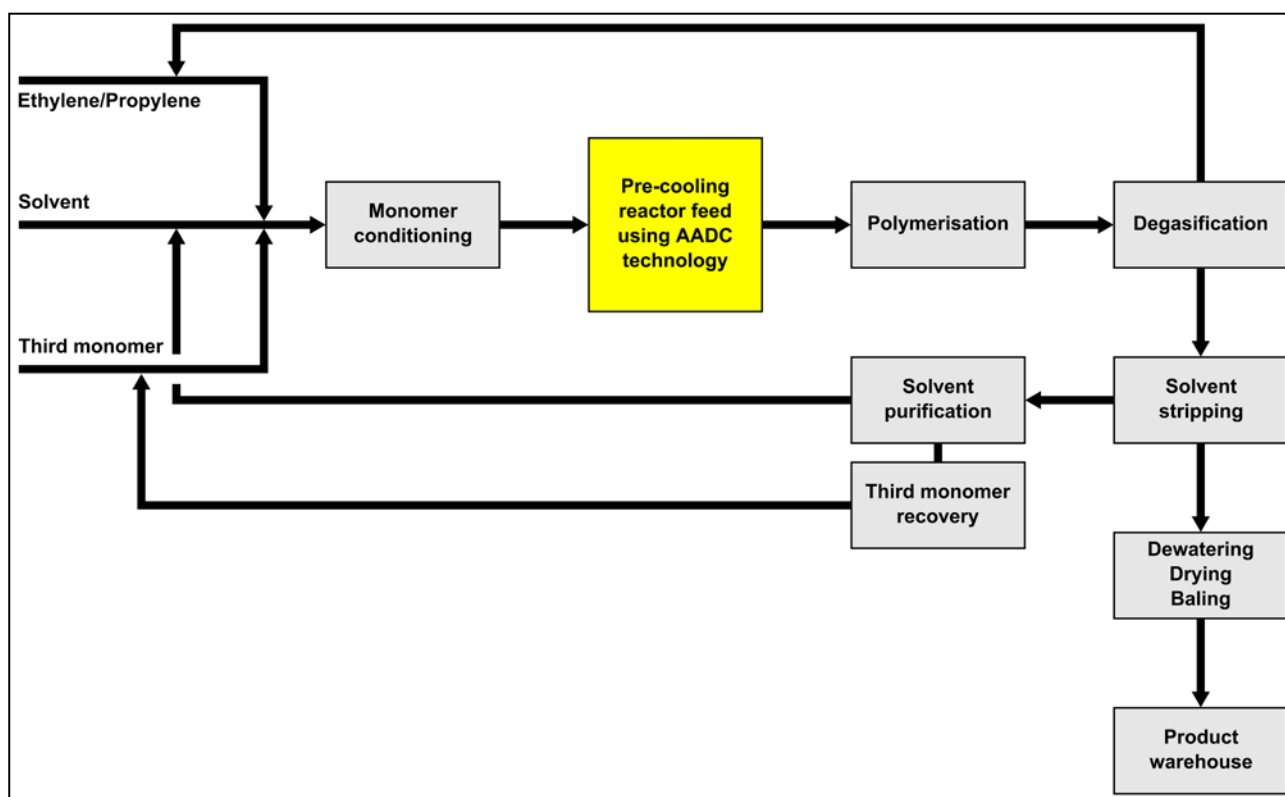 Ethylene/Propylene
Solvent
Monomer
conditioning
Pre-cooling
reactor feed
using AADC
technology
Polymerisation
Degasification
Third monomer
Solvent
purification
Solvent
stripping
Third monomer
recovery
Dewatering
Drying
Baling
Product
warehouse